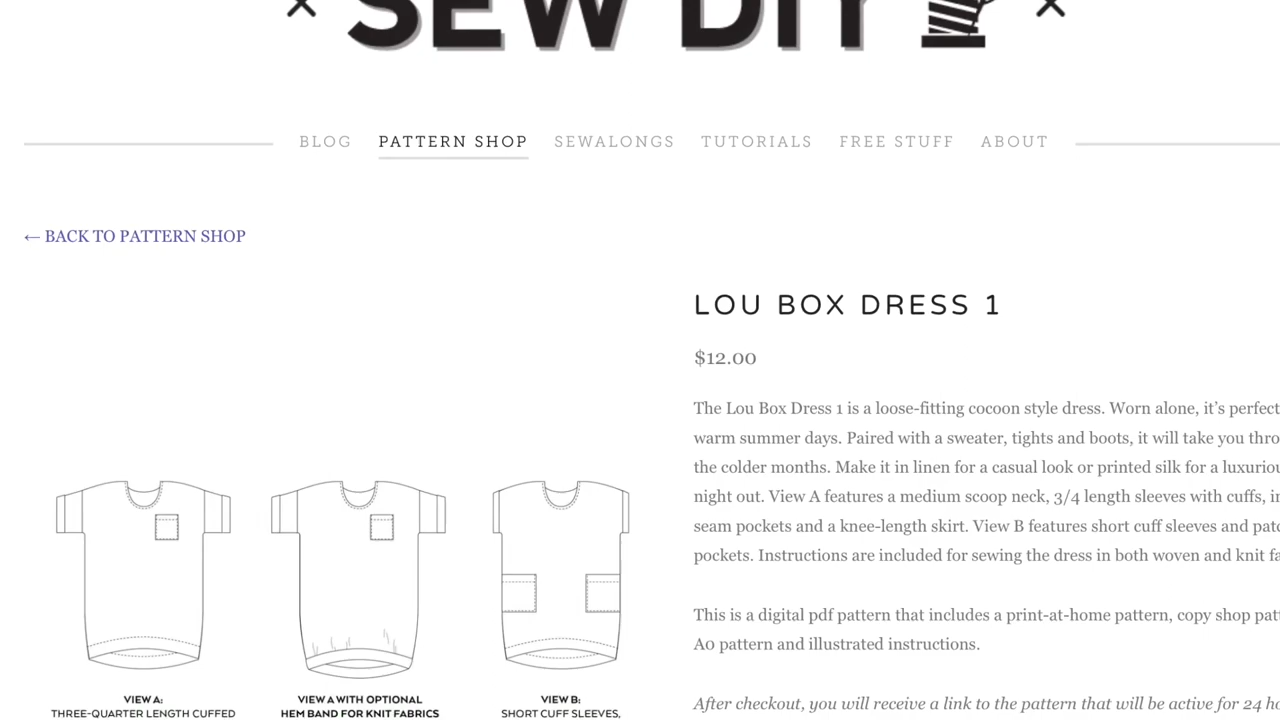 SEW DIY
BLOG PATTERN SHOP SEWALONGS TUTORIALS FREE STUFF ABOUT
← BACK TO PATTERN SHOP
LOU BOX DRESS 1
$12.00
The Lou Box Dress 1 is a loose-fitting cocoon style dress. Worn alone, it's perfect
warm summer days. Paired with a sweater, tights and boots, it will take you thro
the colder months. Make it in linen for a casual look or printed silk for a luxuriou
night out. View A features a medium scoop neck, 3/4 length sleeves with cuffs, in
seam pockets and a knee-length skirt. View B features short cuff sleeves and patc
pockets. Instructions are included for sewing the dress in both woven and knit fa
This is a digital pdf pattern that includes a print-at-home pattern, copy shop patt
A0 pattern and illustrated instructions.
After checkout, you will receive a link to the pattern that will be active for 24 ho
VIEW A:
THREE-QUARTER LENGTH CUFFED
VIEW A WITH OPTIONAL
HEM BAND FOR KNIT FABRICS
VIEW B:
SHORT CUFF SLEEVES,